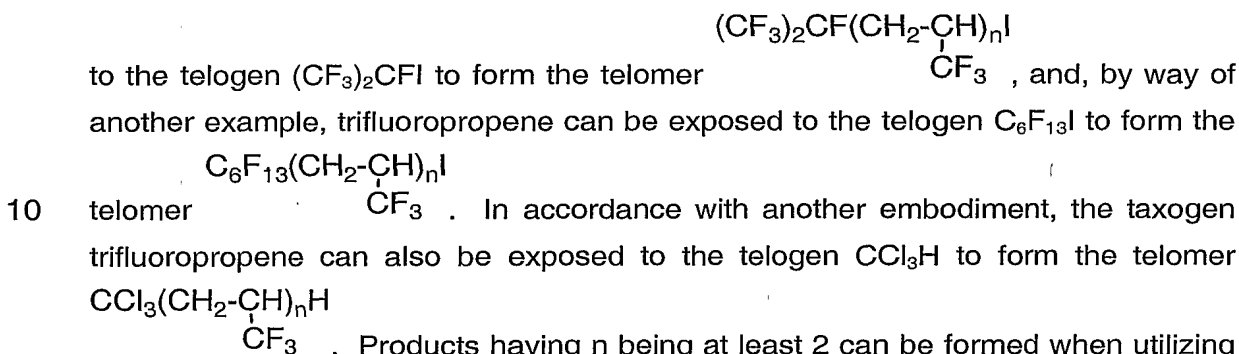 (CF₃)₂CF(CH₂-CH)ₙI
to the telogen (CF₃)₂CFI to form the telomer CF₃ , and, by way of
another example, trifluoropropene can be exposed to the telogen C₆F₁₃I to form the
C₆F₁₃(CH₂-CH)ₙI
10 telomer CF₃ . In accordance with another embodiment, the taxogen
trifluoropropene can also be exposed to the telogen CCl₃H to form the telomer
CCl₃(CH₂-CH)ₙH
CF₃ . Products having n being at least 2 can be formed when utilizing